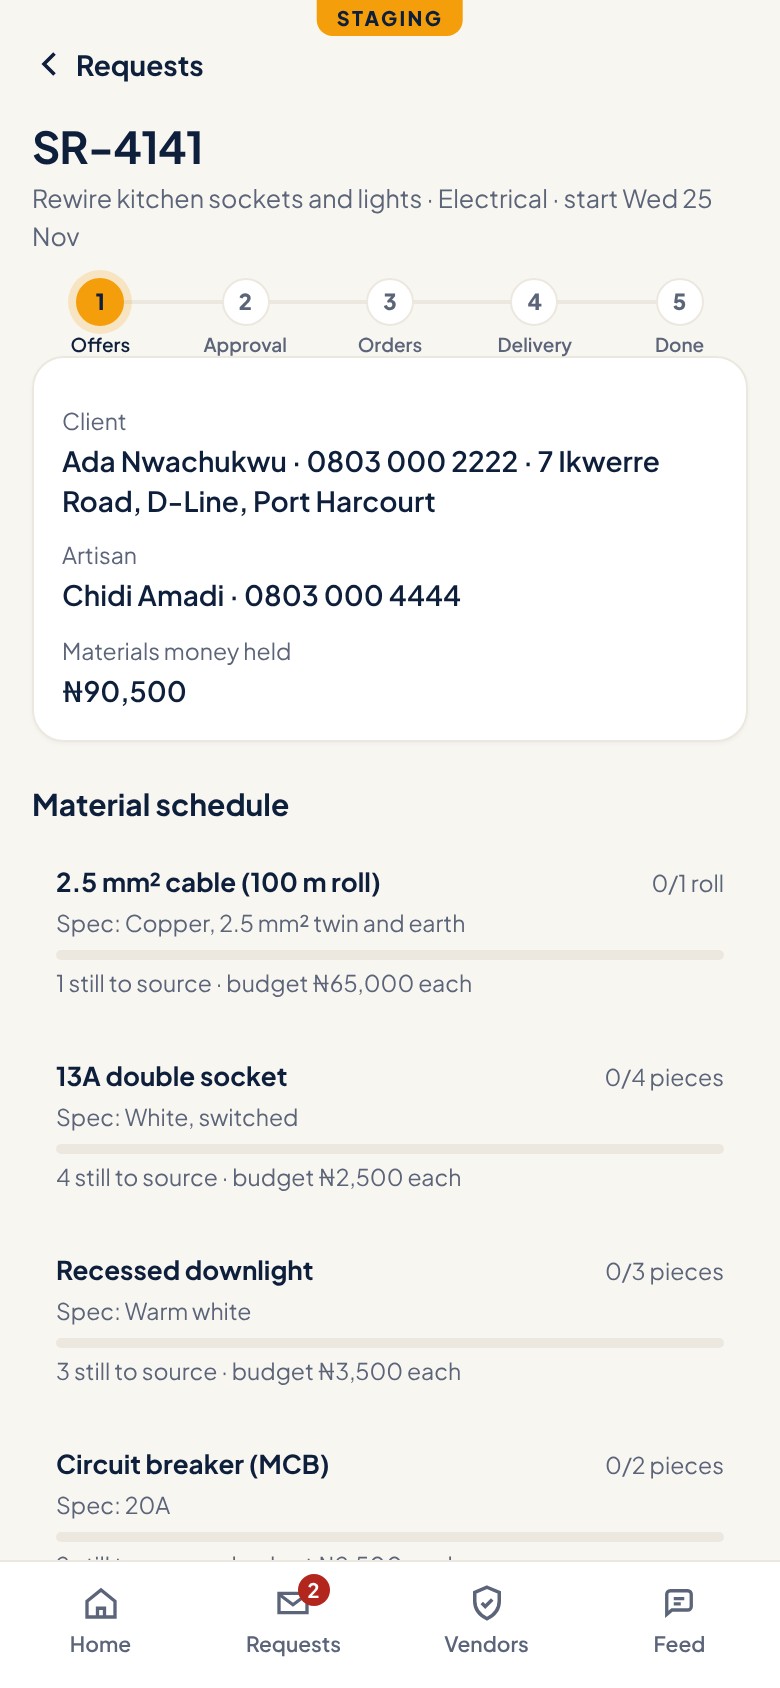 STAGING
Requests
SR-4141
Rewire kitchen sockets and lights · Electrical · start Wed 25
Nov
1 2 3 4 5
Offers Approval Orders Delivery Done
Client
Ada Nwachukwu · 0803 000 2222 · 7 Ikwerre
Road, D-Line, Port Harcourt
Artisan
Chidi Amadi · 0803 000 4444
Materials money held
₦90,500
Material schedule
2.5 mm² cable (100 m roll) 0/1 roll
Spec: Copper, 2.5 mm² twin and earth
1 still to source · budget ₦65,000 each
13A double socket 0/4 pieces
Spec: White, switched
4 still to source · budget ₦2,500 each
Recessed downlight 0/3 pieces
Spec: Warm white
3 still to source · budget ₦3,500 each
Circuit breaker (MCB) 0/2 pieces
Spec: 20A
2
Home Requests Vendors Feed